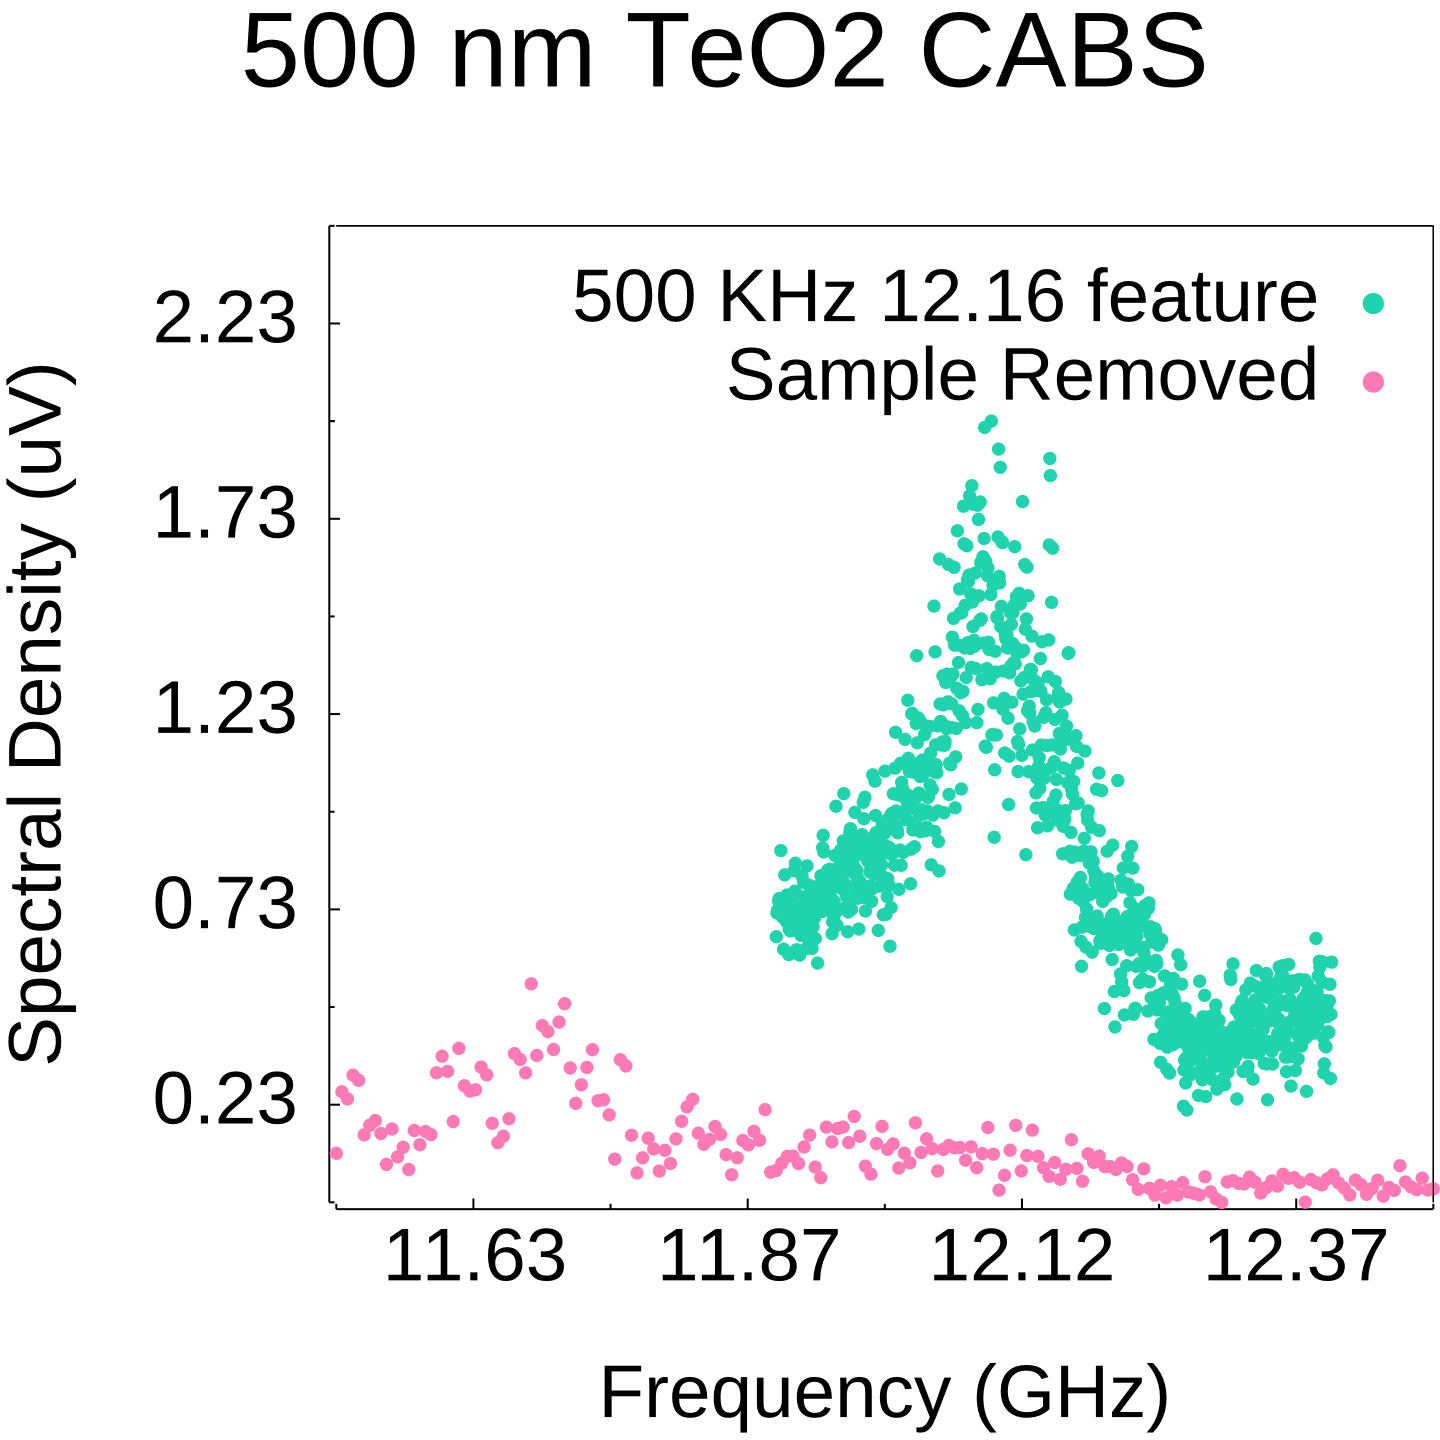 500 nm TeO2 CABS
500 KHz 12.16 feature
Sample Removed
Spectral Density (uV)
2.23
1.73
1.23
0.73
0.23
11.63
11.87
12.12
12.37
Frequency (GHz)